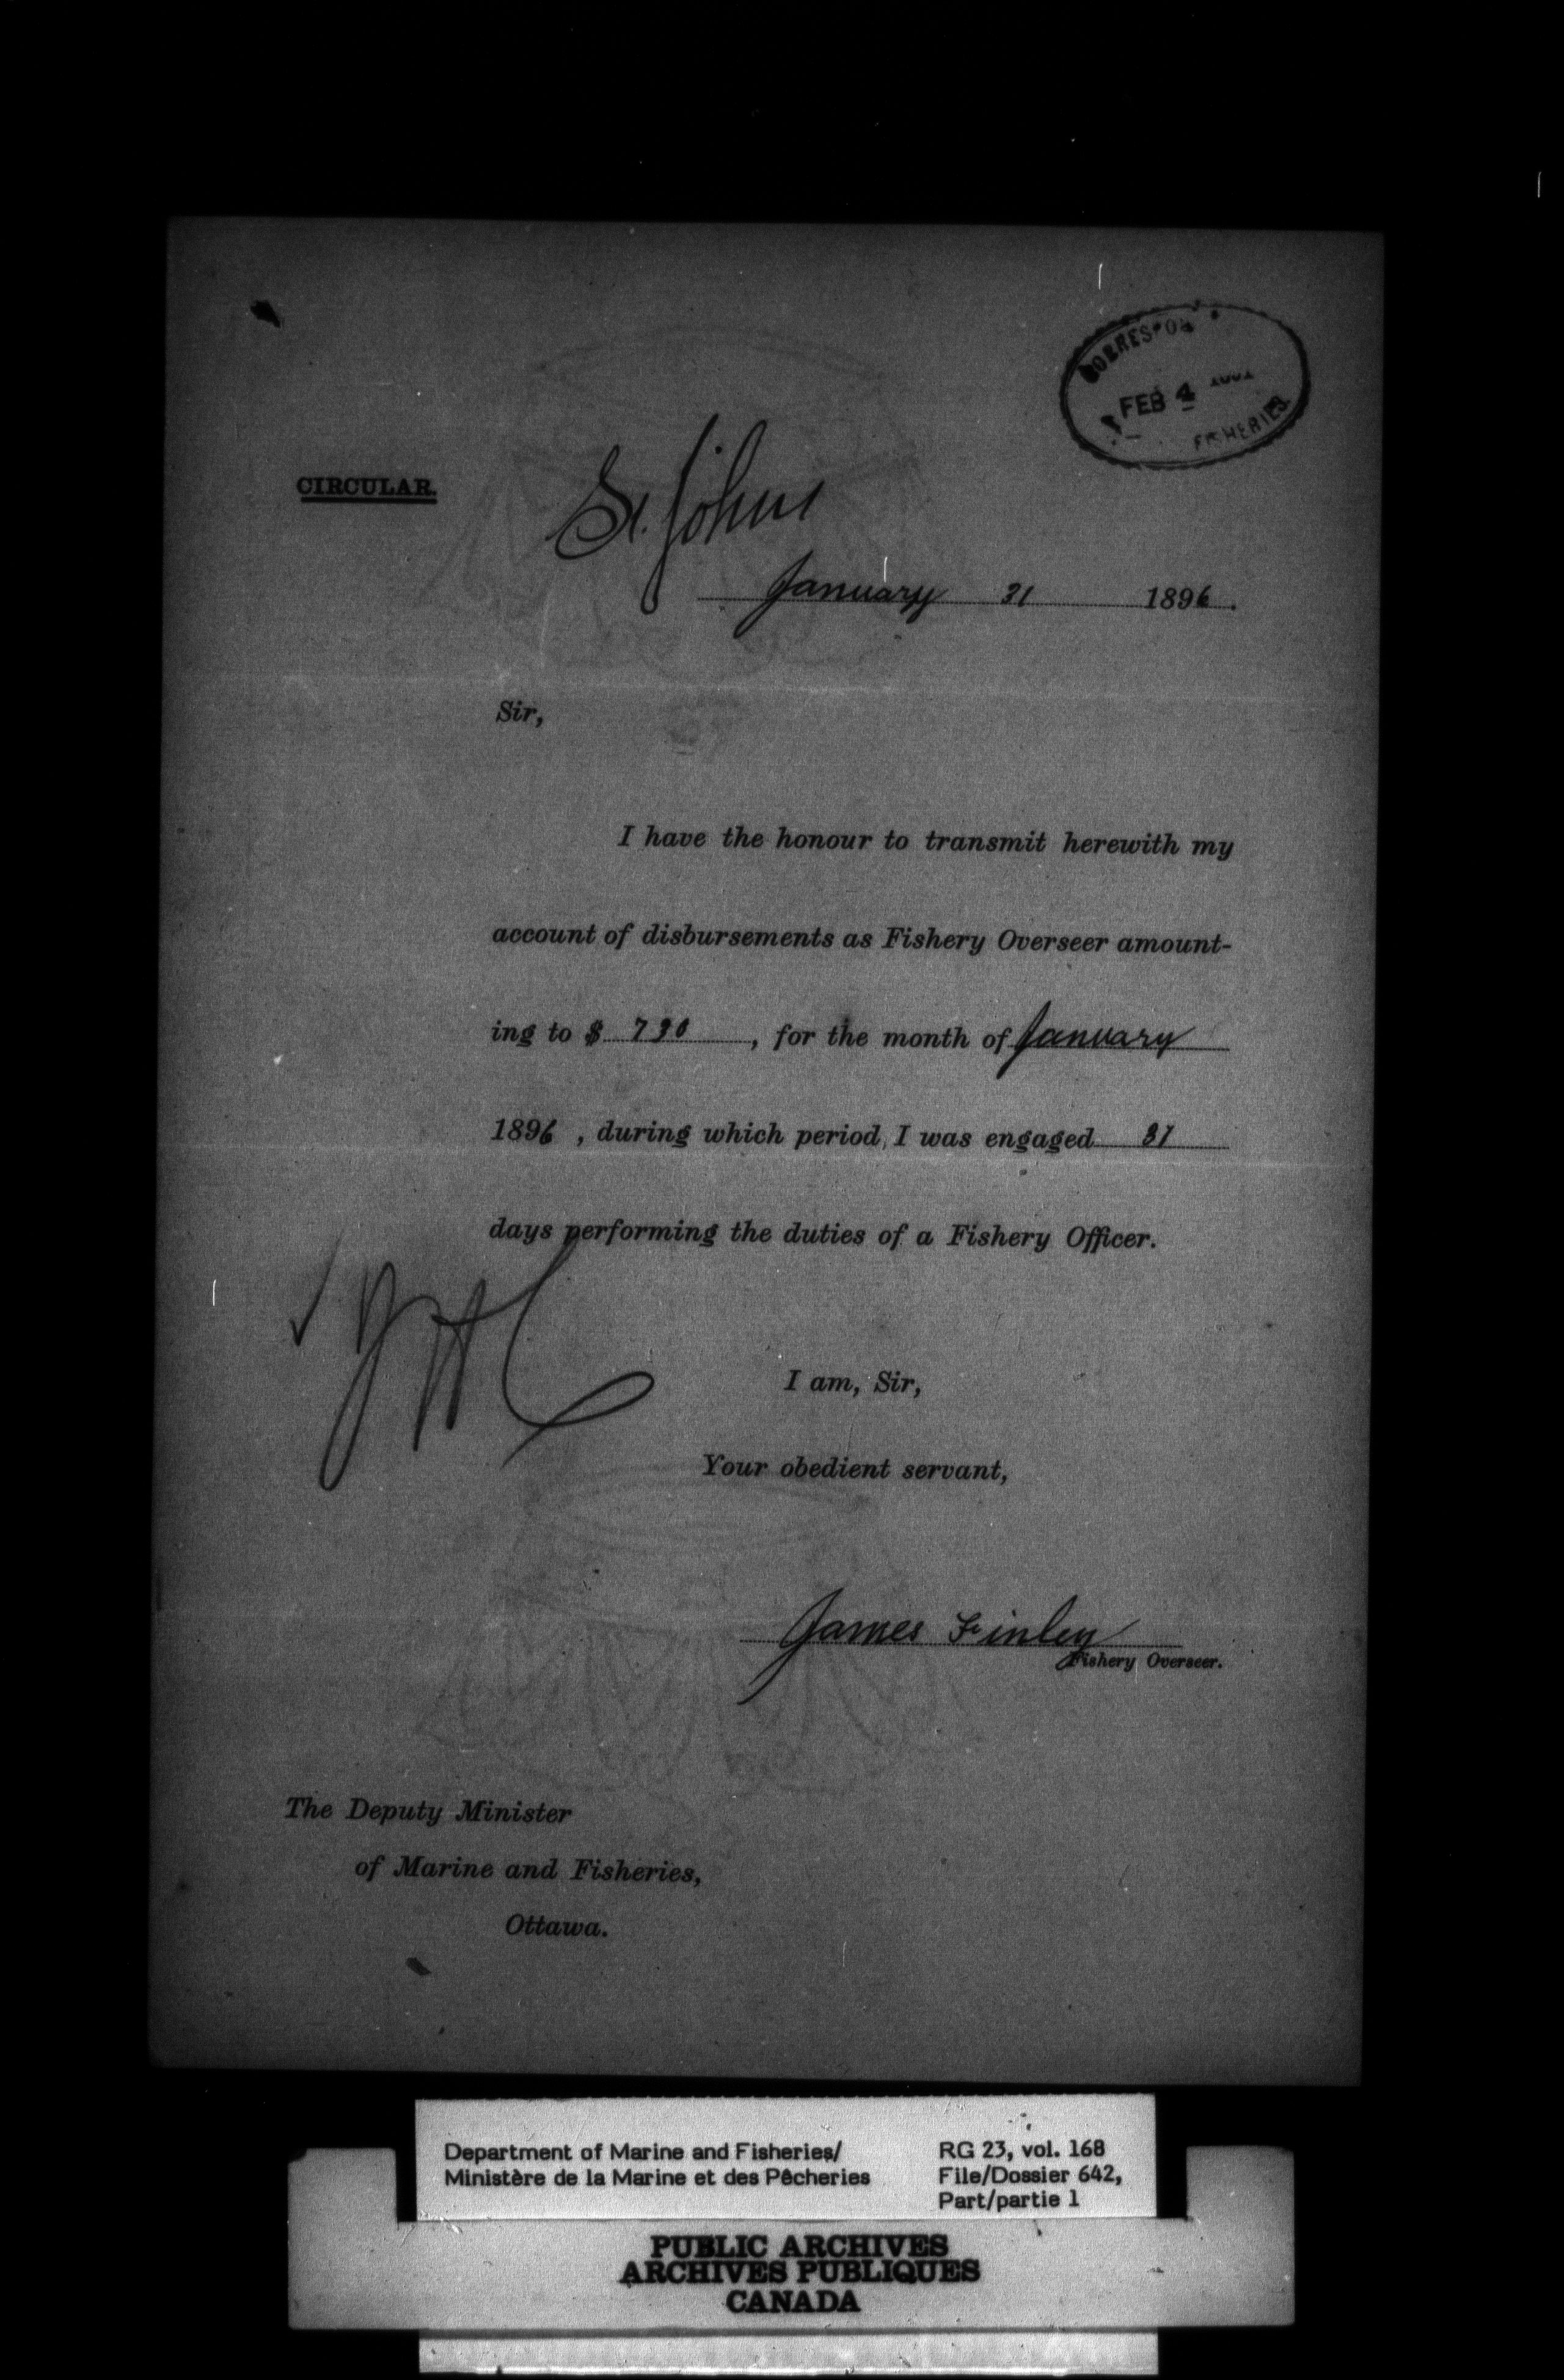 CORRESPON
FEB 4
FISHERIES
CIRCULAR.
St. Johns
January 31 1896.
Sir,
I have the honour to transmit herewith my
account of disbursements as Fishery Overseer amount-
ing to $ 790, for the month of January
1896, during which period, I was engaged 31
days performing the duties of a Fishery Officer.
I am, Sir,
Your obedient servant,
James Finley
Fishery Overseer.
The Deputy Minister
of Marine and Fisheries,
Ottawa.
Department of Marine and Fisheries/
Ministère de la Marine et des Pêcheries
RG 23, vol. 168
File/Dossier 642,
Part/partie 1
PUBLIC ARCHIVES
ARCHIVES PUBLIQUES
CANADA